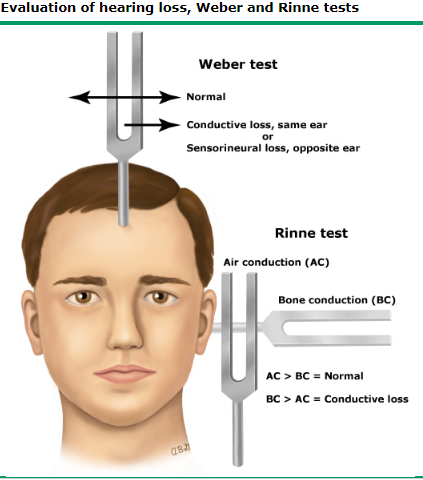 Evaluation of hearing loss, Weber and Rinne tests
Weber test
Normal
Conductive loss, same ear
or
Sensorineural loss, opposite ear
Rinne test
Air conduction (AC)
Bone conduction (BC)
AC > BC = Normal
BC > AC = Conductive loss